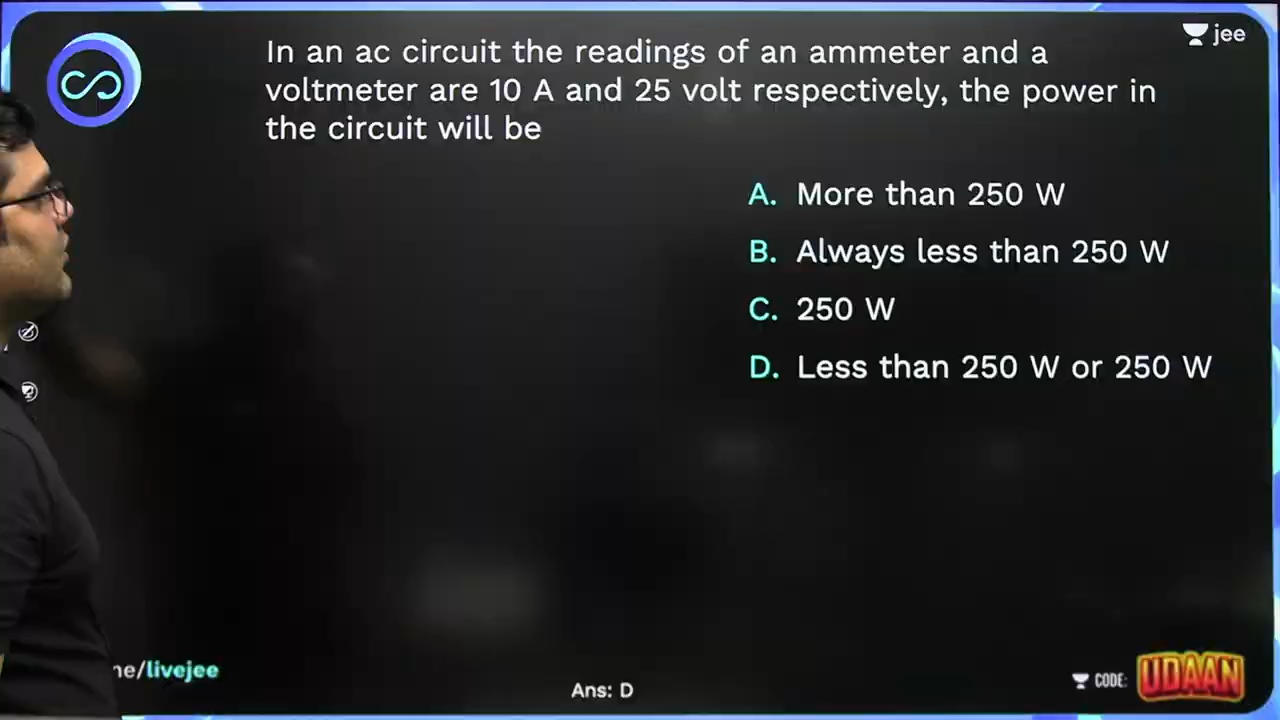 jee
In an ac circuit the readings of an ammeter and a
voltmeter are 10 A and 25 volt respectively, the power in
the circuit will be
A. More than 250 W
B. Always less than 250 W
C. 250 W
D. Less than 250 W or 250 W
ne/livejee
Ans: D
CODE:
UDAAN